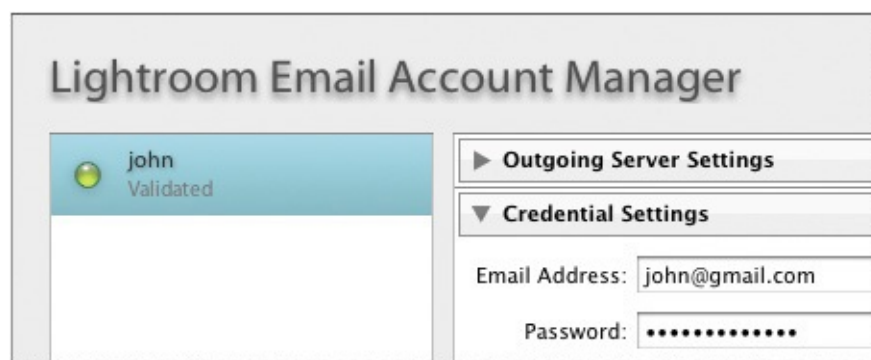 Lightroom Email Account Manager
john
Validated
Outgoing Server Settings
Credential Settings
Email Address: john@gmail.com
Password: •••••••••••••